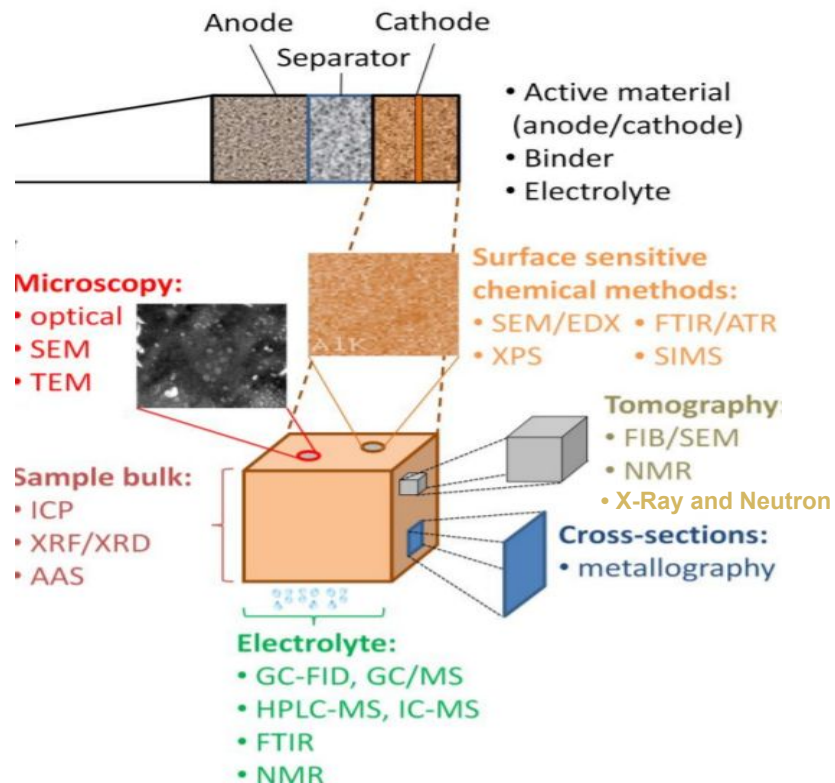 Anode
Cathode
Separator
• Active material
(anode/cathode)
• Binder
• Electrolyte
Microscopy:
• optical
• SEM
• TEM
A1K
Surface sensitive
chemical methods:
• SEM/EDX • FTIR/ATR
• XPS • SIMS
Tomography:
• FIB/SEM
• NMR
• X-Ray and Neutron
Sample bulk:
• ICP
• XRF/XRD
• AAS
Cross-sections:
• metallography
Electrolyte:
• GC-FID, GC/MS
• HPLC-MS, IC-MS
• FTIR
• NMR